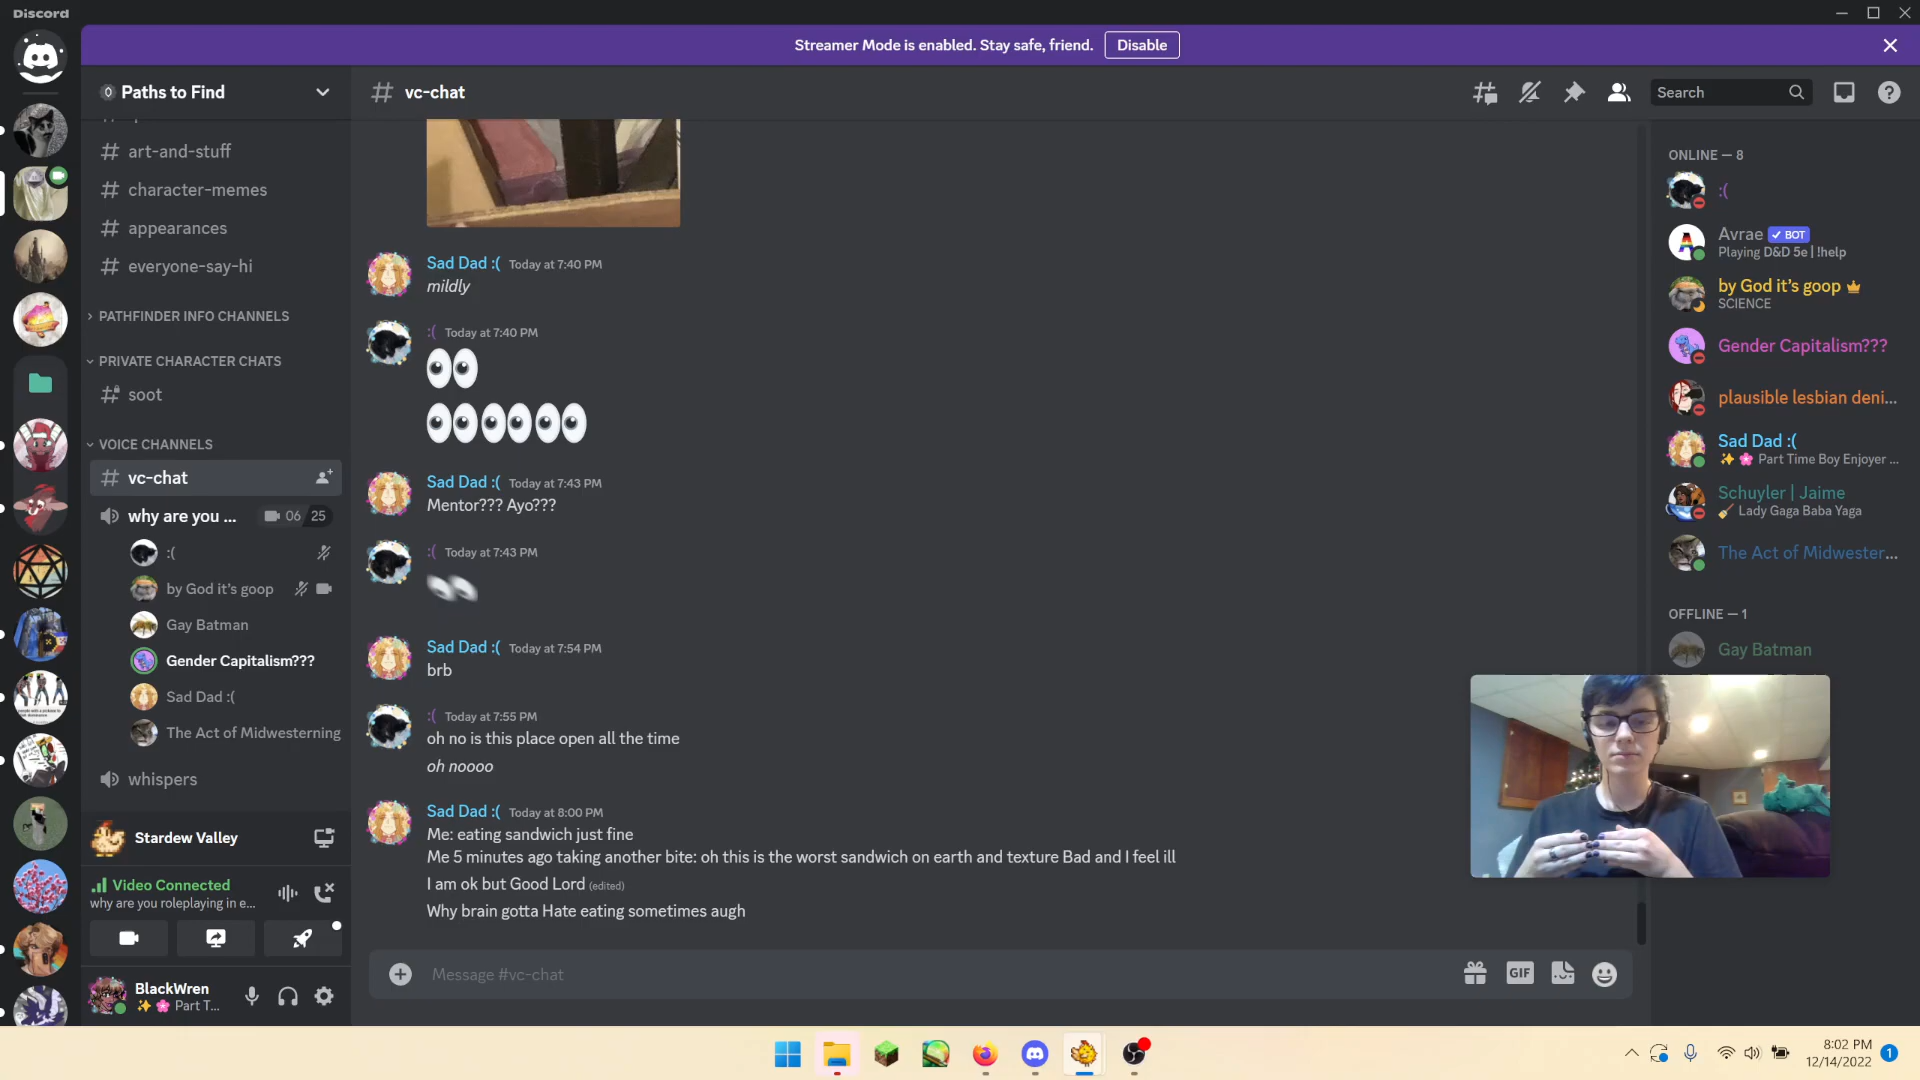 Discord
Streamer Mode is enabled. Stay safe, friend.
Disable
Paths to Find
art-and-stuff
character-memes
appearances
everyone-say-hi
PATHFINDER INFO CHANNELS
PRIVATE CHARACTER CHATS
soot
VOICE CHANNELS
vc-chat
why are you ...
06 25
:(
by God it's goop
Gay Batman
Gender Capitalism???
Sad Dad :(
The Act of Midwesterning
whispers
Stardew Valley
Video Connected
why are you roleplaying in e...
BlackWren
Part T...
# vc-chat
Search
Sad Dad :( Today at 7:40 PM
mildly
:( Today at 7:40 PM
Sad Dad :( Today at 7:43 PM
Mentor??? Ayo???
:( Today at 7:43 PM
Sad Dad :( Today at 7:54 PM
brb
:( Today at 7:55 PM
oh no is this place open all the time
oh noooo
Sad Dad :( Today at 8:00 PM
Me: eating sandwich just fine
Me 5 minutes ago taking another bite: oh this is the worst sandwich on earth and texture Bad and I feel ill
I am ok but Good Lord (edited)
Why brain gotta Hate eating sometimes augh
Message #vc-chat
GIF
ONLINE — 8
:(
Avrae BOT
Playing D&D 5e | !help
by God it's goop
SCIENCE
Gender Capitalism???
plausible lesbian deni...
Sad Dad :(
Part Time Boy Enjoyer ...
Schuyler | Jaime
Lady Gaga Baba Yaga
The Act of Midwester...
OFFLINE — 1
Gay Batman
8:02 PM
12/14/2022
1